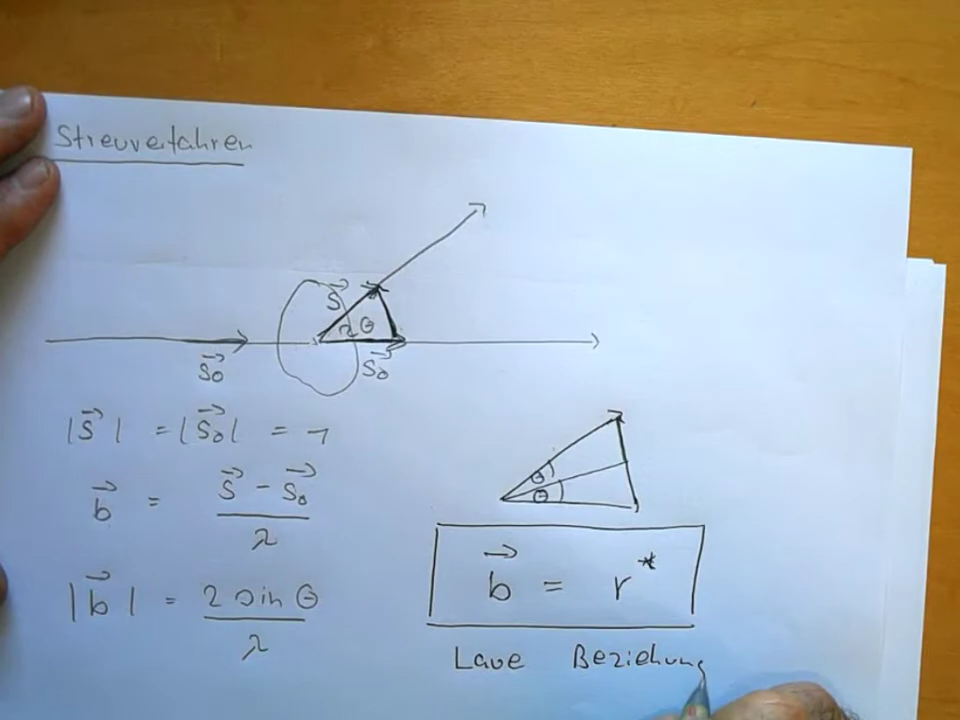 Streuverfahren
s⃗
2θ
s⃗₀ s⃗₀
|s⃗| = |s⃗₀| = 1
θ
θ
b⃗ = (s⃗ - s⃗₀)/λ
b⃗ = r*
|b⃗| = (2 sin θ)/λ
Laue Beziehung